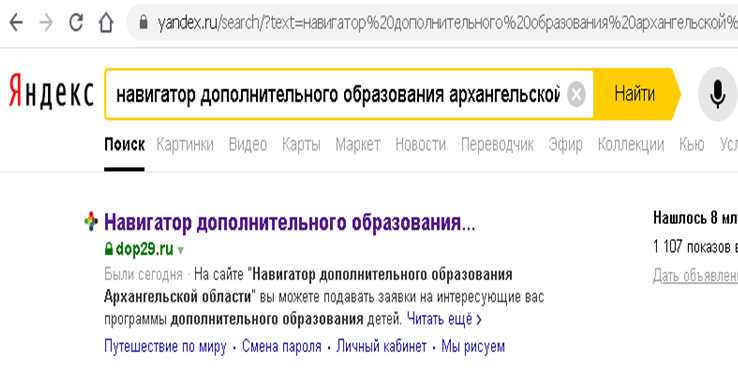 yandex.ru/search/?text=навигатор%20дополнительного%20образования%20архангельской%
Яндекс
навигатор дополнительного образования архангельской
Найти
Поиск Картинки Видео Карты Маркет Новости Переводчик Эфир Коллекции Кью Усл
Навигатор дополнительного образования...
dop29.ru
Были сегодня · На сайте "Навигатор дополнительного образования
Архангельской области" вы можете подавать заявки на интересующие вас
программы дополнительного образования детей. Читать ещё >
Путешествие по миру · Смена пароля · Личный кабинет · Мы рисуем
Нашлось 8 мл
1 107 показов в
Дать объявлен